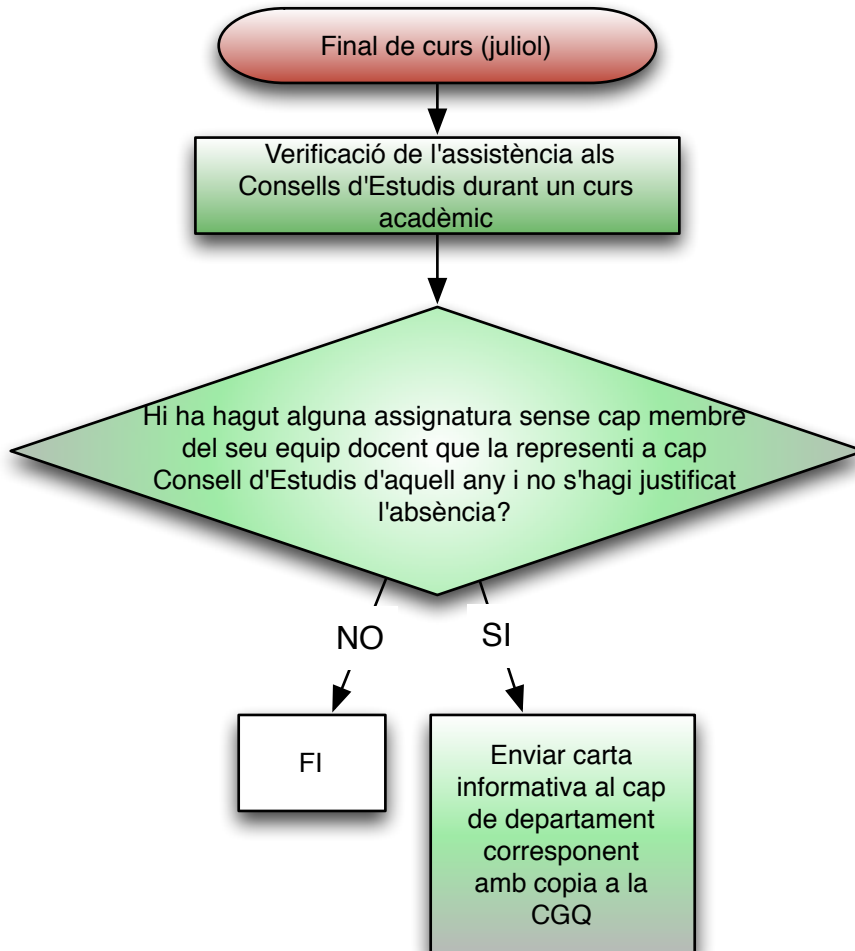 Final de curs (juliol)
Verificació de l'assistència als
Consells d'Estudis durant un curs
acadèmic
Hi ha hagut alguna assignatura sense cap membre
del seu equip docent que la representi a cap
Consell d'Estudis d'aquell any i no s'hagi justificat
l'absència?
NO
SI
FI
Enviar carta
informativa al cap
de departament
corresponent
amb copia a la
CGQ